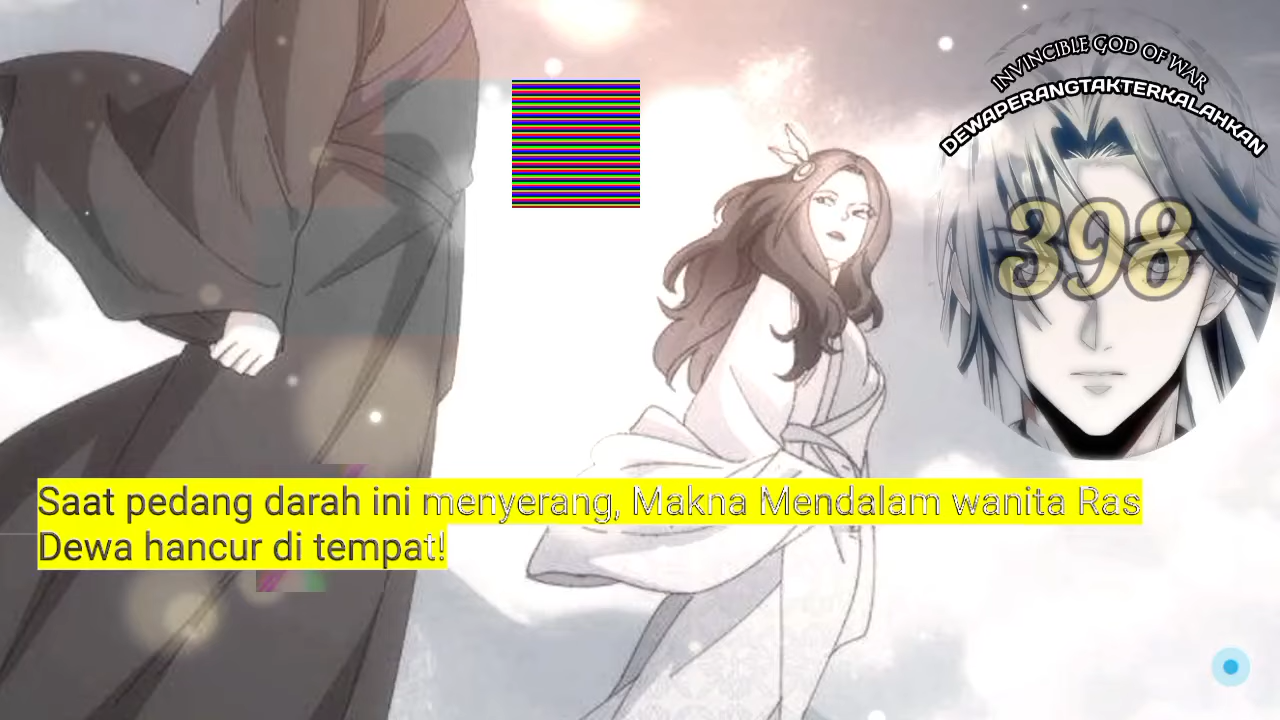 INVINCIBLE GOD OF WAR
DEWAPERANGTAKTERKALAHKAN
398
Saat pedang darah ini menyerang, Makna Mendalam wanita Ras
Dewa hancur di tempat!